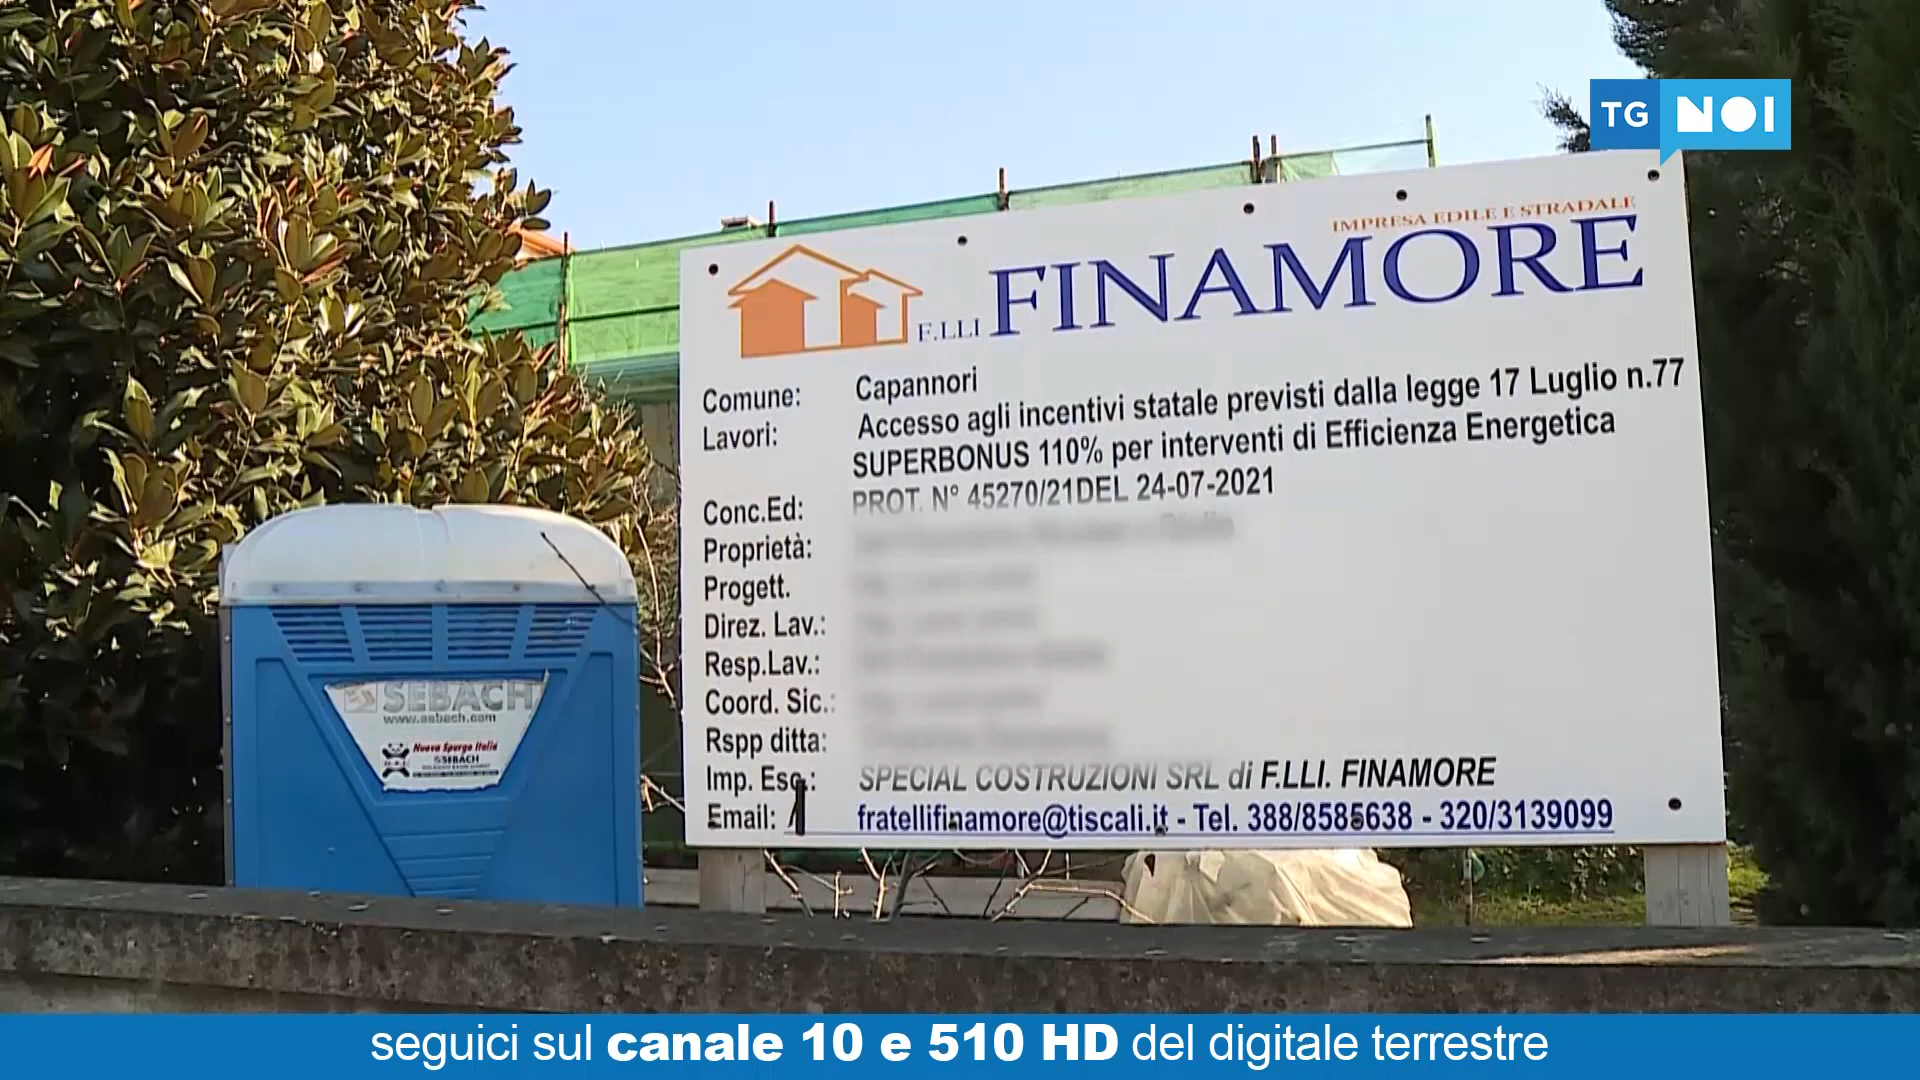 TG NOI
IMPRESA EDILE E STRADALE
F.LLI FINAMORE
Comune: Capannori
Lavori: Accesso agli incentivi statale previsti dalla legge 17 Luglio n.77
SUPERBONUS 110% per interventi di Efficienza Energetica
Conc.Ed: PROT. N° 45270/21DEL 24-07-2021
Proprietà:
Progett.
Direz. Lav.:
Resp.Lav.:
Coord. Sic.:
Rspp ditta:
Imp. Esg.: SPECIAL COSTRUZIONI SRL di F.LLI. FINAMORE
Email: fratellifinamore@tiscali.it - Tel. 388/8585638 - 320/3139099
SEBACH
www.sebach.com
Nuova Spurgo Italia
SEBACH
seguici sul canale 10 e 510 HD del digitale terrestre